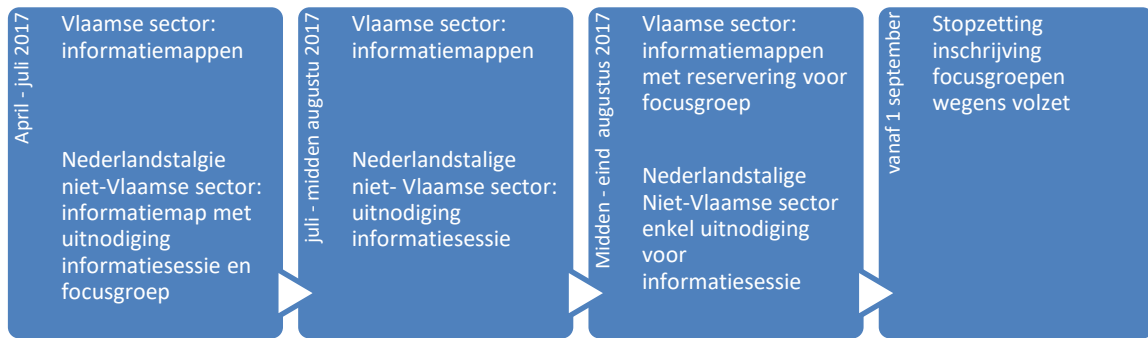 April - juli 2017
Vlaamse sector:
informatiemappen
Nederlandstalgie
niet-Vlaamse sector:
informatiemap met
uitnodiging
informatiesessie en
focusgroep
juli - midden augustu 2017
Vlaamse sector:
informatiemappen
Nederlandstalige
niet- Vlaamse sector:
uitnodiging
informatiesessie
Midden - eind augustus 2017
Vlaamse sector:
informatiemappen
met reservering voor
focusgroep
Nederlandstalige
Niet-Vlaamse sector
enkel uitnodiging
voor
informatiesessie
vanaf 1 september
Stopzetting
inschrijving
focusgroepen
wegens volzet